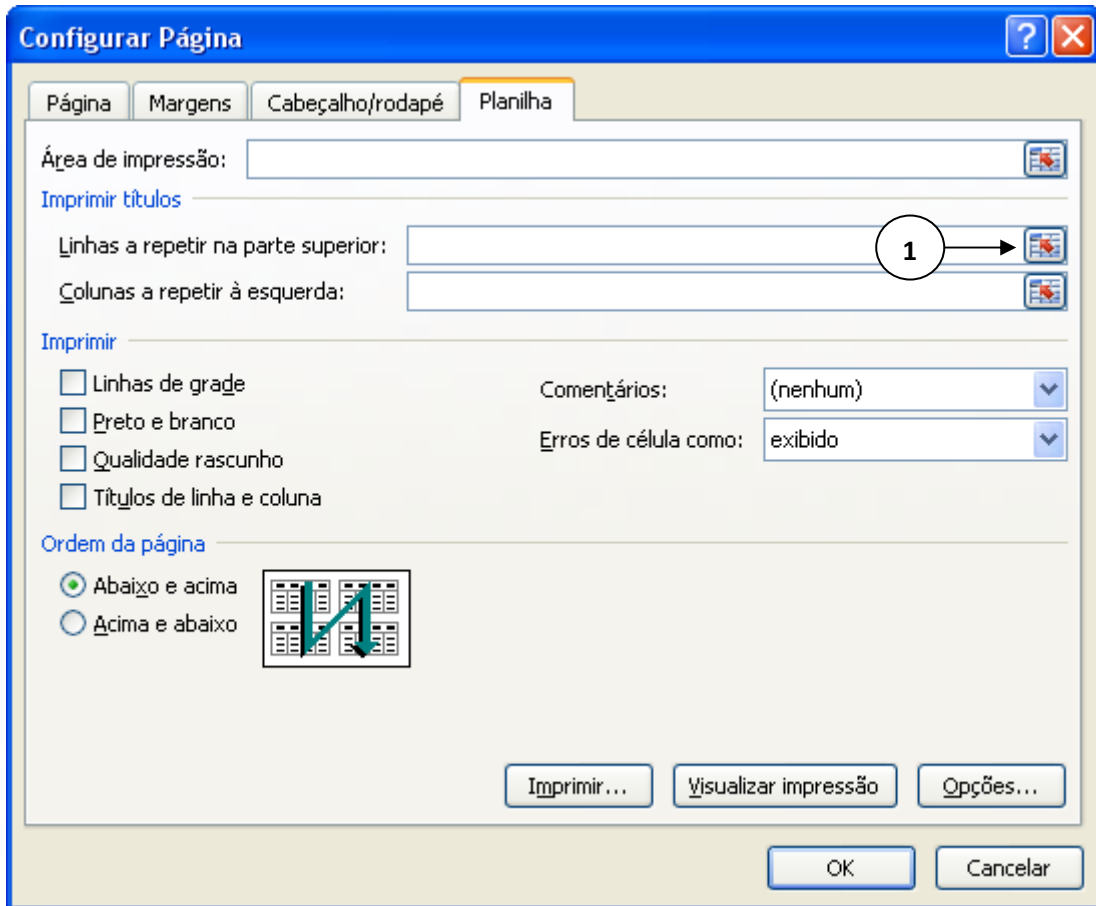 Configurar Página
Página Margens Cabeçalho/rodapé Planilha
Área de impressão:
Imprimir títulos
Linhas a repetir na parte superior: 1
Colunas a repetir à esquerda:
Imprimir
Linhas de grade Comentários: (nenhum)
Preto e branco Erros de célula como: exibido
Qualidade rascunho
Títulos de linha e coluna
Ordem da página
Abaixo e acima
Acima e abaixo
Imprimir... Visualizar impressão Opções...
OK Cancelar